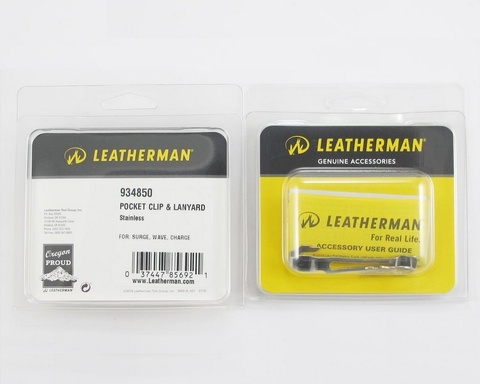 LEATHERMAN
934850
POCKET CLIP & LANYARD
Stainless
FOR: SURGE, WAVE, CHARGE
Oregon
PROUD
0 37447 85692 1
www.Leatherman.com
LEATHERMAN
GENUINE ACCESSORIES
LEATHERMAN
For Real Life.
ACCESSORY USER GUIDE